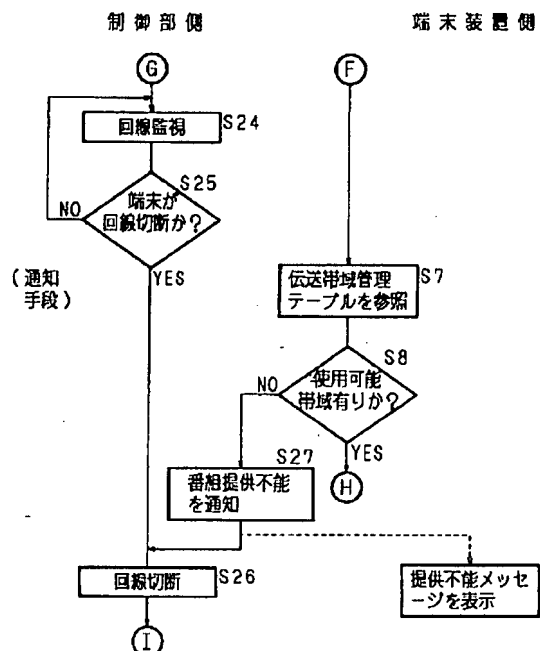 制御部側
端末装置側
G
F
回線監視
S24
S25
端末が
回線切断か？
NO
YES
(通知
手段)
伝送帯域管理
テーブルを参照
S7
S8
使用可能
帯域有りか？
NO
YES
H
S27
番組提供不能
を通知
回線切断
S26
提供不能メッセ
ージを表示
I